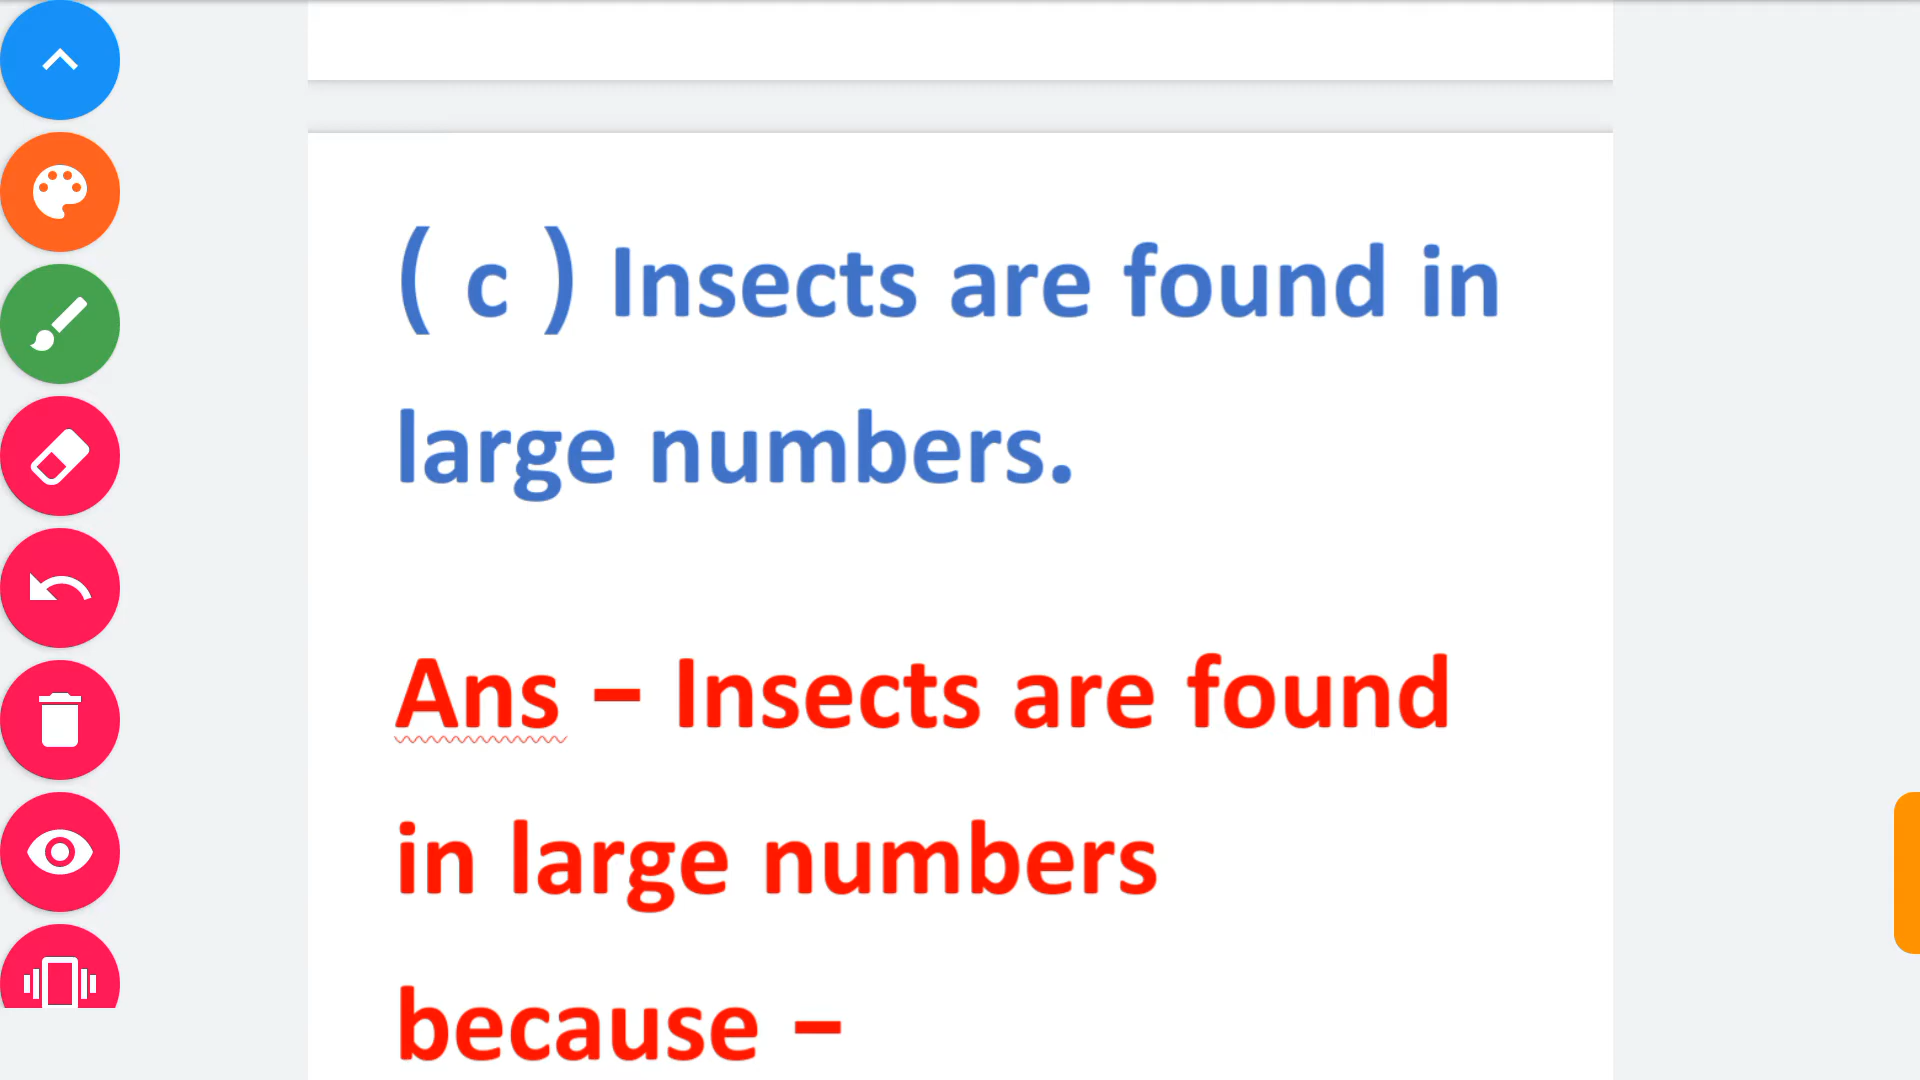 ( c ) Insects are found in
large numbers.
Ans – Insects are found
in large numbers
because –